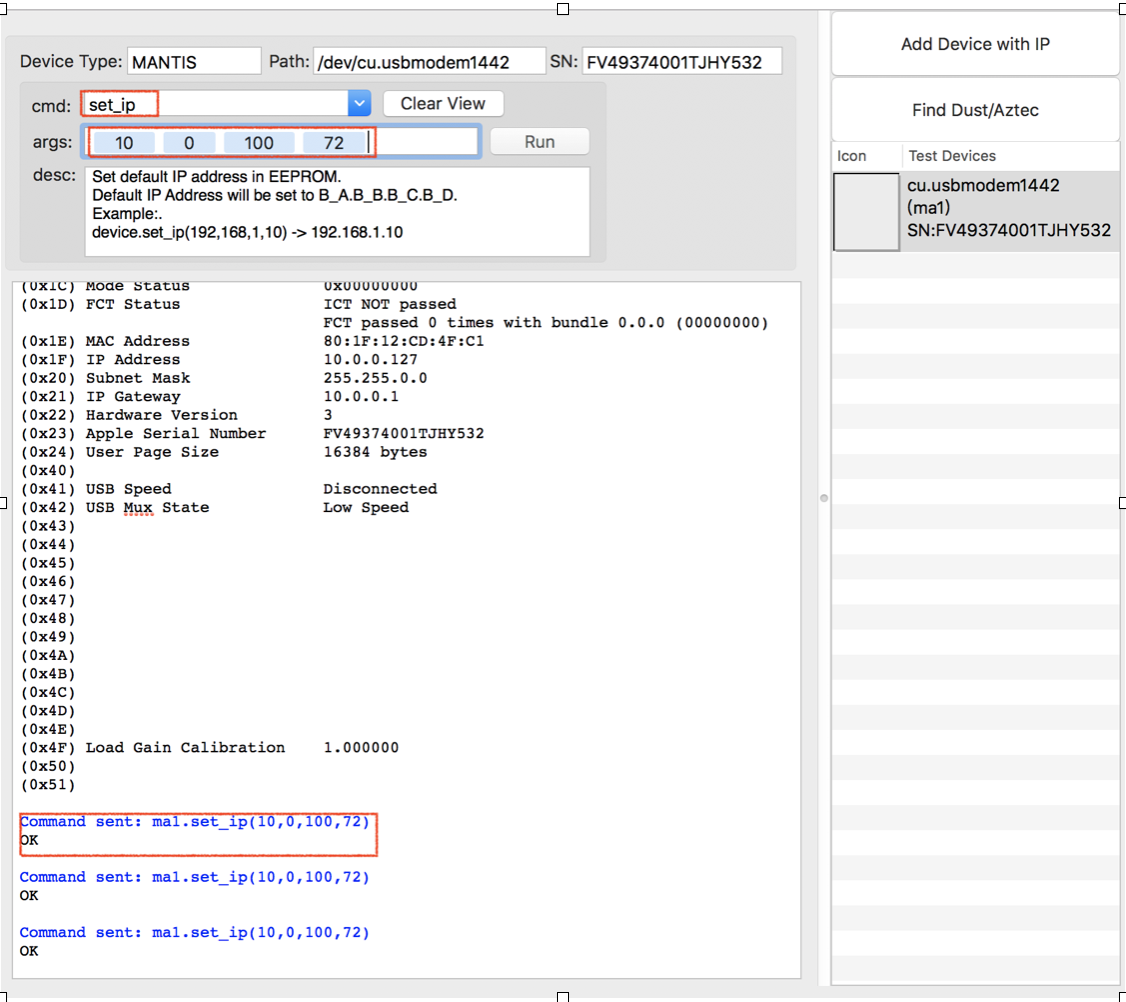 Device Type: MANTIS Path: /dev/cu.usbmodem1442 SN: FV49374001TJHY532
cmd: set_ip Clear View
args: 10 0 100 72 Run
desc: Set default IP address in EEPROM.
Default IP Address will be set to B_A.B_B.B_C.B_D.
Example:.
device.set_ip(192,168,1,10) -> 192.168.1.10
(0x1C) Mode Status 0x00000000
(0x1D) FCT Status ICT NOT passed
FCT passed 0 times with bundle 0.0.0 (00000000)
(0x1E) MAC Address 80:1F:12:CD:4F:C1
(0x1F) IP Address 10.0.0.127
(0x20) Subnet Mask 255.255.0.0
(0x21) IP Gateway 10.0.0.1
(0x22) Hardware Version 3
(0x23) Apple Serial Number FV49374001TJHY532
(0x24) User Page Size 16384 bytes
(0x40)
(0x41) USB Speed Disconnected
(0x42) USB Mux State Low Speed
(0x43)
(0x44)
(0x45)
(0x46)
(0x47)
(0x48)
(0x49)
(0x4A)
(0x4B)
(0x4C)
(0x4D)
(0x4E)
(0x4F) Load Gain Calibration 1.000000
(0x50)
(0x51)
Command sent: ma1.set_ip(10,0,100,72)
OK
Command sent: ma1.set_ip(10,0,100,72)
OK
Command sent: ma1.set_ip(10,0,100,72)
OK
Add Device with IP
Find Dust/Aztec
Icon Test Devices
cu.usbmodem1442
(ma1)
SN:FV49374001TJHY532